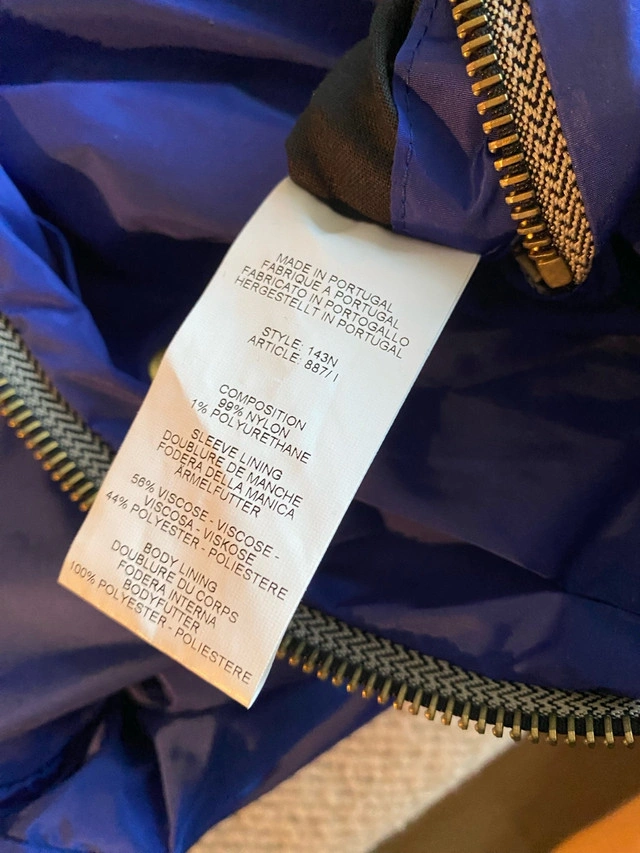 MADE IN PORTUGAL
FABRIQUE A PORTUGAL
FABRICATO IN PORTOGALLO
HERGESTELLT IN PORTUGAL
STYLE: 143N
ARTICLE: 887/I
COMPOSITION
99% NYLON
1% POLYURETHANE
SLEEVE LINING
DOUBLURE DE MANCHE
FODERA DELLA MANICA
ARMELFUTTER
56% VISCOSE - VISCOSE -
VISCOSA - VISKOSE
44% POLYESTER - POLIESTERE
BODY LINING
DOUBLURE DU CORPS
FODERA INTERNA
BODYFUTTER
100% POLYESTER - POLIESTERE